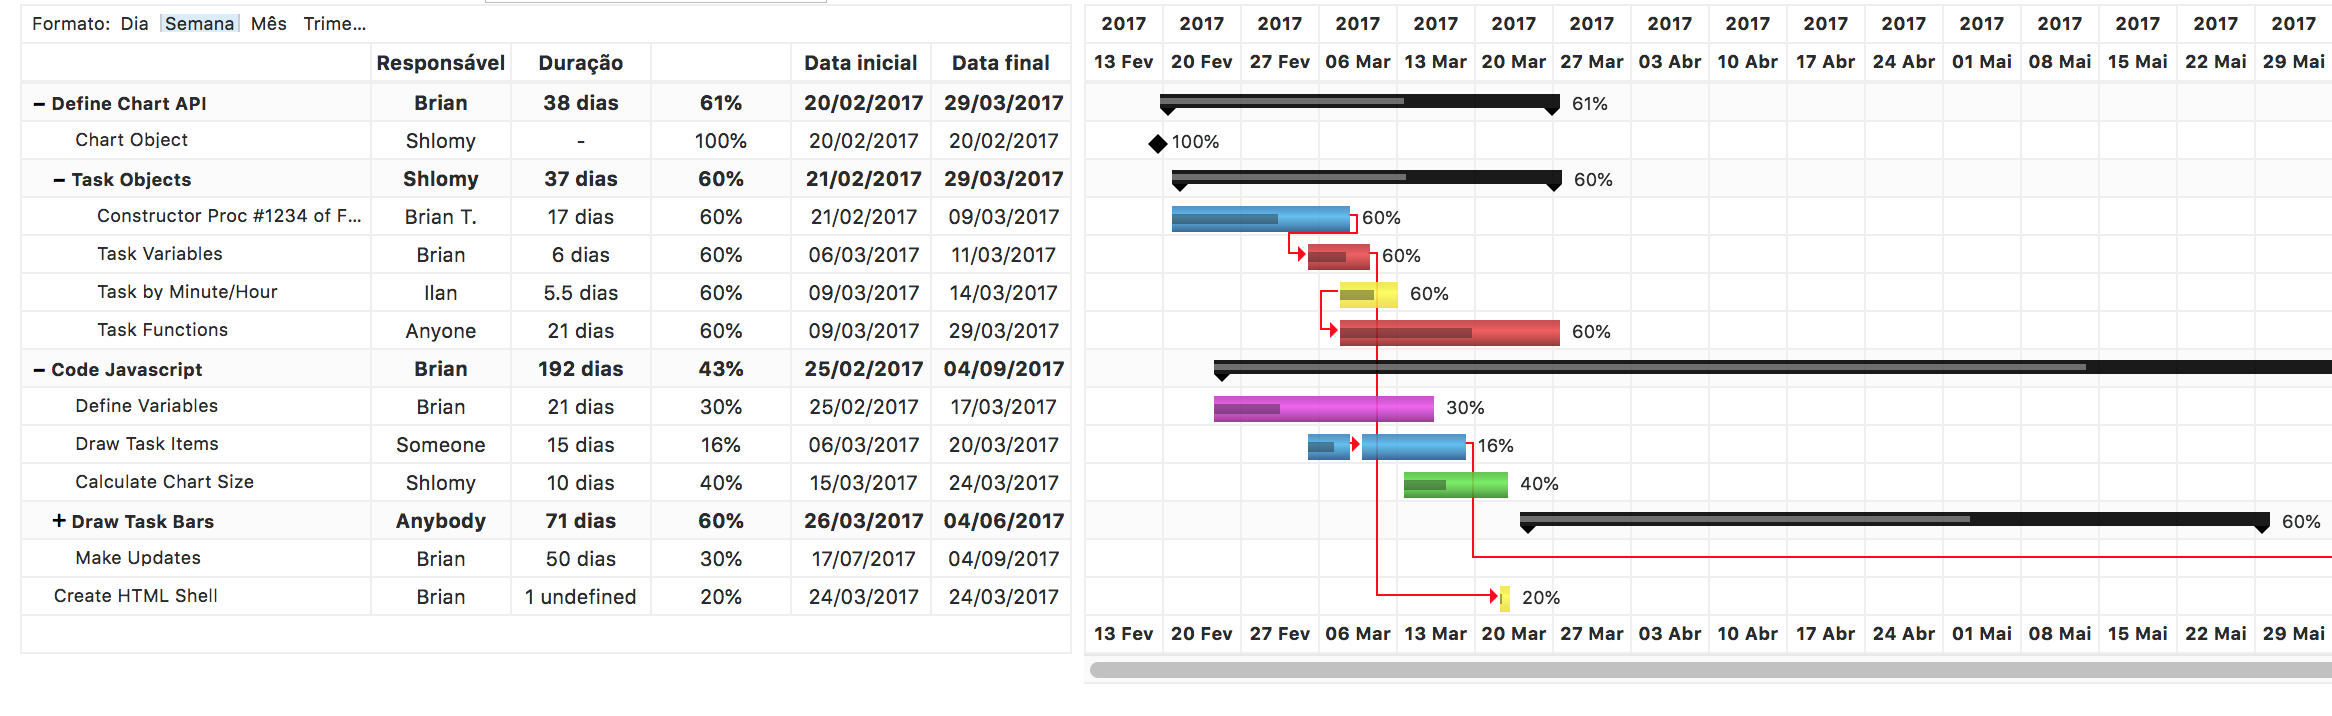 Formato: Dia Semana Mês Trime...
Responsável Duração Data inicial Data final
− Define Chart API Brian 38 dias 61% 20/02/2017 29/03/2017
Chart Object Shlomy - 100% 20/02/2017 20/02/2017
− Task Objects Shlomy 37 dias 60% 21/02/2017 29/03/2017
Constructor Proc #1234 of F... Brian T. 17 dias 60% 21/02/2017 09/03/2017
Task Variables Brian 6 dias 60% 06/03/2017 11/03/2017
Task by Minute/Hour Ilan 5.5 dias 60% 09/03/2017 14/03/2017
Task Functions Anyone 21 dias 60% 09/03/2017 29/03/2017
− Code Javascript Brian 192 dias 43% 25/02/2017 04/09/2017
Define Variables Brian 21 dias 30% 25/02/2017 17/03/2017
Draw Task Items Someone 15 dias 16% 06/03/2017 20/03/2017
Calculate Chart Size Shlomy 10 dias 40% 15/03/2017 24/03/2017
+ Draw Task Bars Anybody 71 dias 60% 26/03/2017 04/06/2017
Make Updates Brian 50 dias 30% 17/07/2017 04/09/2017
Create HTML Shell Brian 1 undefined 20% 24/03/2017 24/03/2017
2017 2017 2017 2017 2017 2017 2017 2017 2017 2017 2017 2017 2017 2017 2017 2017
13 Fev 20 Fev 27 Fev 06 Mar 13 Mar 20 Mar 27 Mar 03 Abr 10 Abr 17 Abr 24 Abr 01 Mai 08 Mai 15 Mai 22 Mai 29 Mai
61%
100%
60%
60%
60%
60%
60%
30%
16%
40%
60%
20%
13 Fev 20 Fev 27 Fev 06 Mar 13 Mar 20 Mar 27 Mar 03 Abr 10 Abr 17 Abr 24 Abr 01 Mai 08 Mai 15 Mai 22 Mai 29 Mai